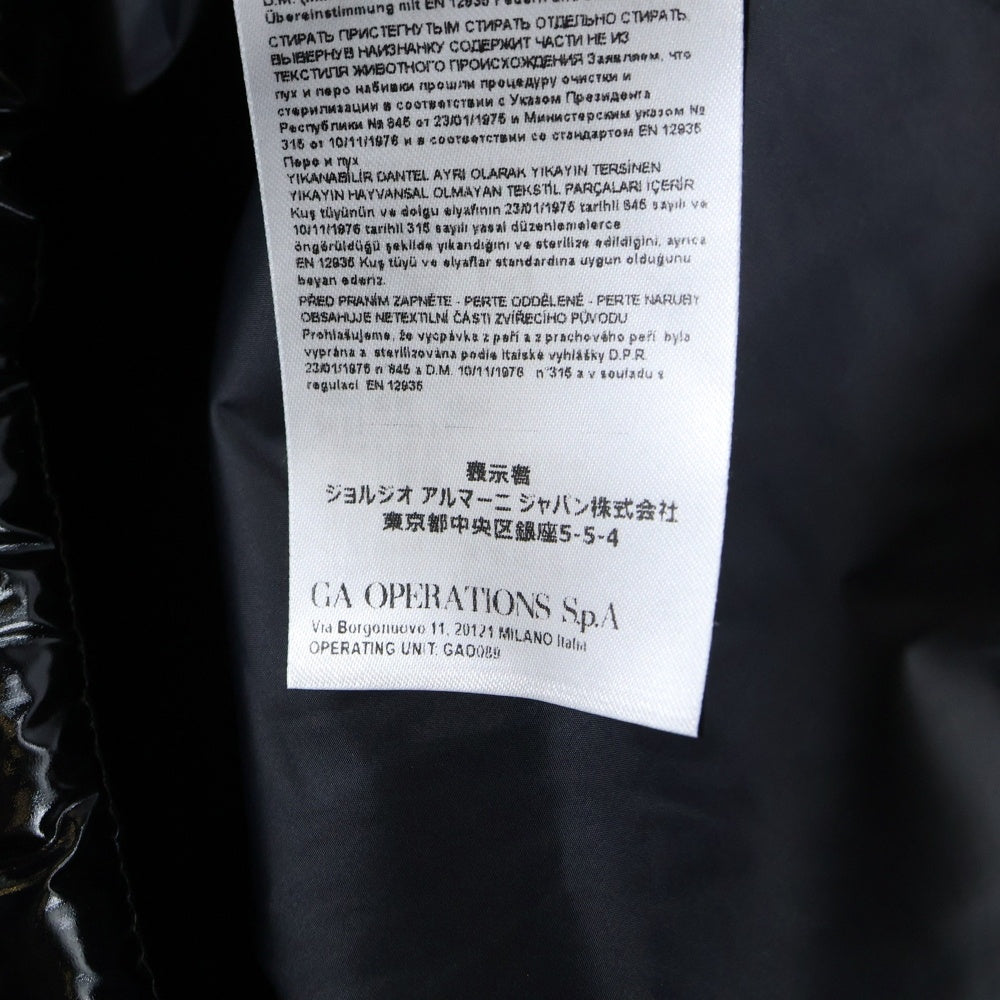 Übereinstimmung mit EN 12935 Federn und
СТИРАТЬ ПРИСТЕГНУТЫМ СТИРАТЬ ОТДЕЛЬНО СТИРАТЬ
ВЫВЕРНУВ НАИЗНАНКУ СОДЕРЖИТ ЧАСТИ НЕ ИЗ
ТЕКСТИЛЯ ЖИВОТНОГО ПРОИСХОЖДЕНИЯ Заявляем, что
пух и перо набивки прошли процедуру очистки и
стерилизации в соответствии с Указом Президента
Республики № 845 от 23/01/1975 и Министерским указом №
315 от 10/11/1976 и в соответствии со стандартом EN 12935
Перо и пух
YIKANABİLİR DANTEL AYRI OLARAK YIKAYIN TERSİNEN
YIKAYIN HAYVANSAL OLMAYAN TEKSTİL PARÇALARI İÇERİR
Kuş tüyünün ve dolgu elyafının 23/01/1975 tarihli 845 sayılı ve
10/11/1976 tarihli 315 sayılı yasal düzenlemelerce
öngörüldüğü şekilde yıkandığını ve sterilize edildiğini, ayrıca
EN 12935 Kuş tüyü ve elyaflar standardına uygun olduğunu
beyan ederiz.
PŘED PRANÍM ZAPNĚTE - PERTE ODDĚLENĚ - PERTE NARUBY
OBSAHUJE NETEXTILNÍ ČÁSTI ZVÍŘECÍHO PŮVODU
Prohlašujeme, že vycpávka z peří a z prachového peří byla
vyprána a sterilizována podle italské vyhlášky D.P.R.
23/01/1975 n°845 a D.M. 10/11/1976 n°315 a v souladu s
regulací EN 12935
表示者
ジョルジオ アルマーニ ジャパン株式会社
東京都中央区銀座5-5-4
GA OPERATIONS S.p.A
Via Borgonuovo 11, 20121 MILANO Italia
OPERATING UNIT: GAO089